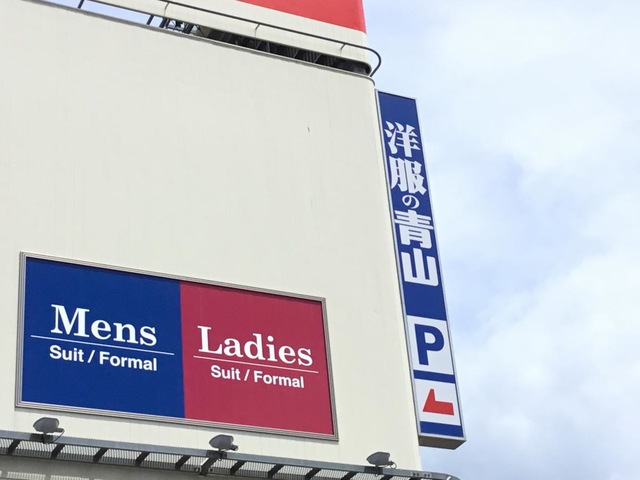 洋服の青山
P
Mens
Suit / Formal
Ladies
Suit / Formal